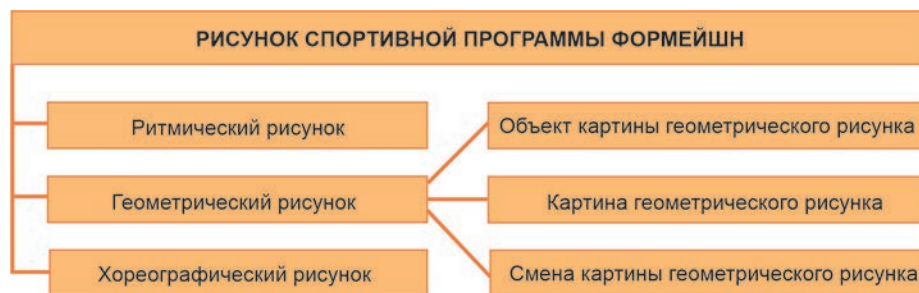 РИСУНОК СПОРТИВНОЙ ПРОГРАММЫ ФОРМЕЙШН
Ритмический рисунок
Объект картины геометрического рисунка
Геометрический рисунок
Картина геометрического рисунка
Хореографический рисунок
Смена картины геометрического рисунка